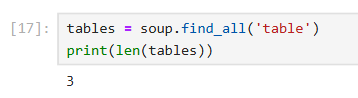 [17]: tables = soup.find_all('table')
print(len(tables))
3